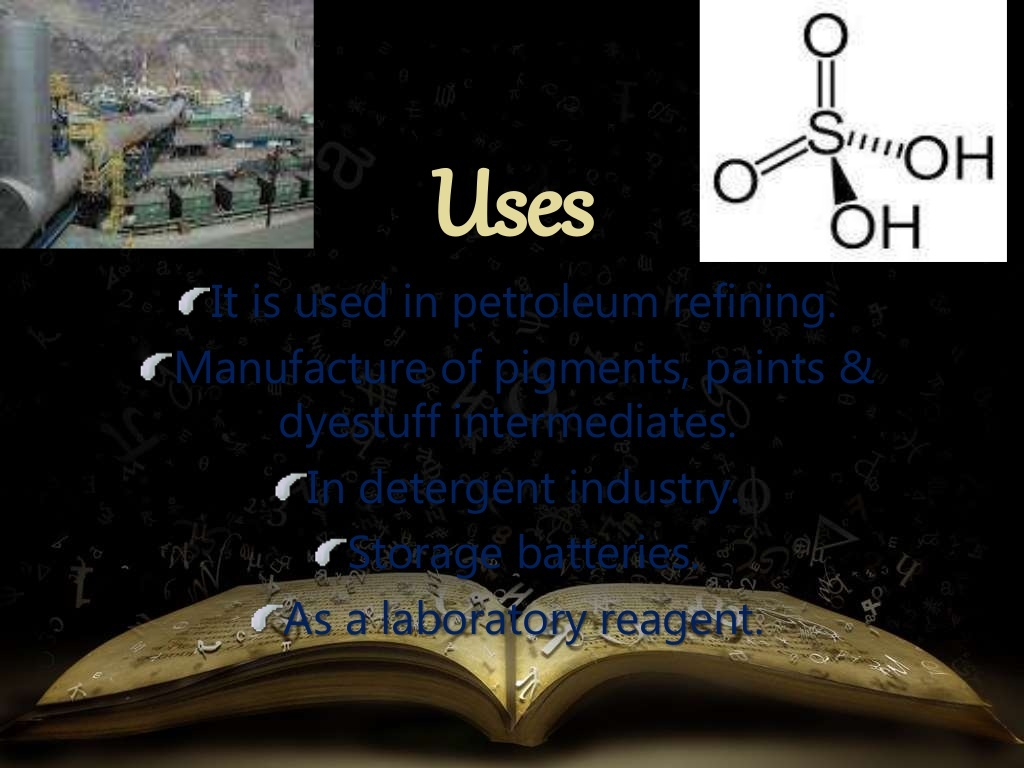 O
S
O
OH
OH
Uses
It is used in petroleum refining.
Manufacture of pigments, paints &
dyestuff intermediates.
In detergent industry.
Storage batteries.
As a laboratory reagent.